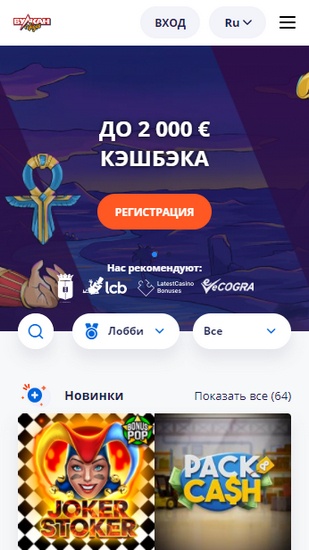 ВУЛКАН
ВХОД
Ru
ДО 2 000 €
КЭШБЭКА
РЕГИСТРАЦИЯ
Нас рекомендуют:
lcb
LatestCasino
Bonuses
eCOGRA
Лобби
Все
Новинки
Показать все (64)
BONUS
POP
JOKER
STOKER
PACK &
CASH